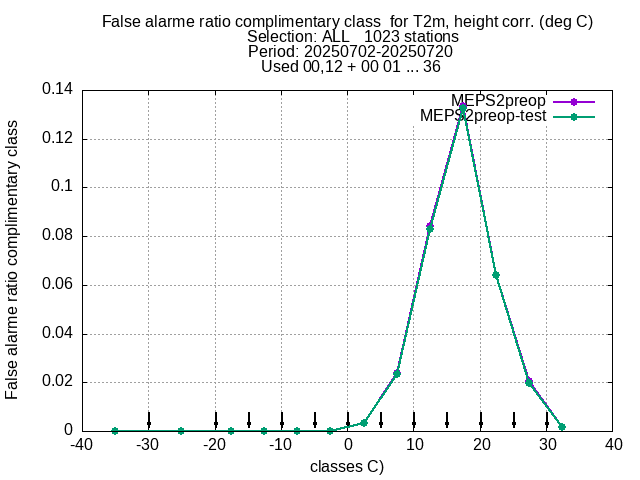 False alarme ratio complimentary class  for T2m, height corr. (deg C)
Selection: ALL   1023 stations
Period: 20250702-20250720
Used 00,12 + 00 01 ... 36
MEPS2preop
MEPS2preop-test
False alarme ratio complimentary class
0.14
0.12
0.1
0.08
0.06
0.04
0.02
0
-40 -30 -20 -10 0 10 20 30 40
classes C)